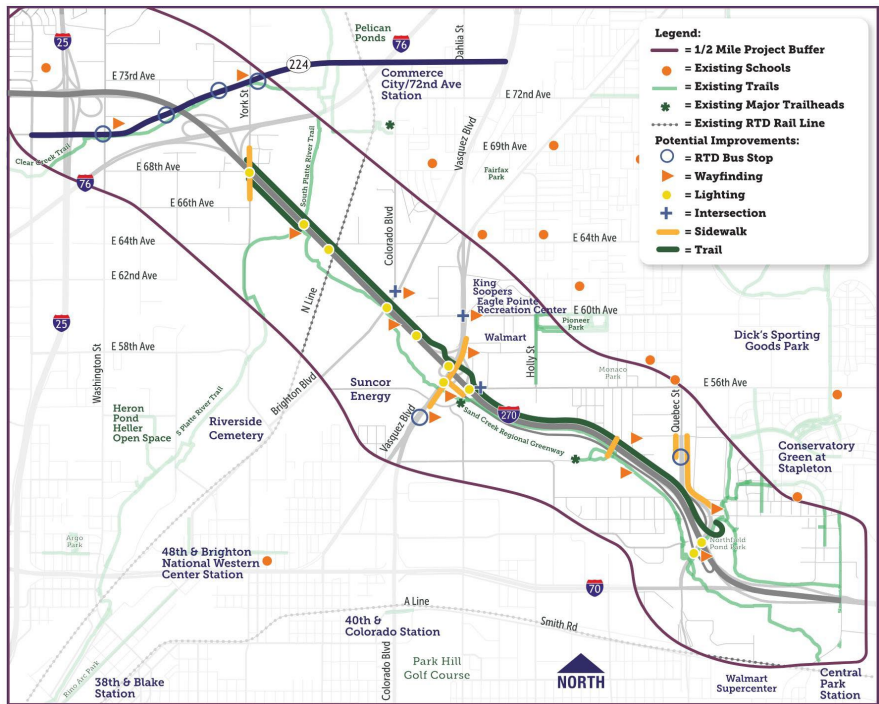 Legend:
= 1/2 Mile Project Buffer
= Existing Schools
= Existing Trails
= Existing Major Trailheads
= Existing RTD Rail Line
Potential Improvements:
= RTD Bus Stop
= Wayfinding
= Lighting
= Intersection
= Sidewalk
= Trail
25
Pelican
Ponds
76
Dahlia St
E 73rd Ave
224
York St
Commerce
City/72nd Ave
Station
E 72nd Ave
Clear Creek Trail
76
E 68th Ave
South Platte River Trail
Vasquez Blvd
E 69th Ave
Fairfax
Park
E 66th Ave
E 64th Ave
Colorado Blvd
E 64th Ave
E 62nd Ave
N Line
King
Soopers
Eagle Pointe
Recreation Center
E 60th Ave
Pioneer
Park
25
Washington St
E 58th Ave
Walmart
Holly St
Monaco
Park
Dick's Sporting
Goods Park
Brighton Blvd
Suncor
Energy
E 56th Ave
Quebec St
270
Heron
Pond
Heller
Open Space
S Platte River Trail
Riverside
Cemetery
Vasquez Blvd
Sand Creek Regional Greenway
Conservatory
Green at
Stapleton
Argo
Park
Northfield
Pond Park
48th & Brighton
National Western
Center Station
70
A Line
40th &
Colorado Station
Smith Rd
Colorado Blvd
Park Hill
Golf Course
NORTH
Rino Arc Park
38th & Blake
Station
Walmart
Supercenter
Central
Park
Station